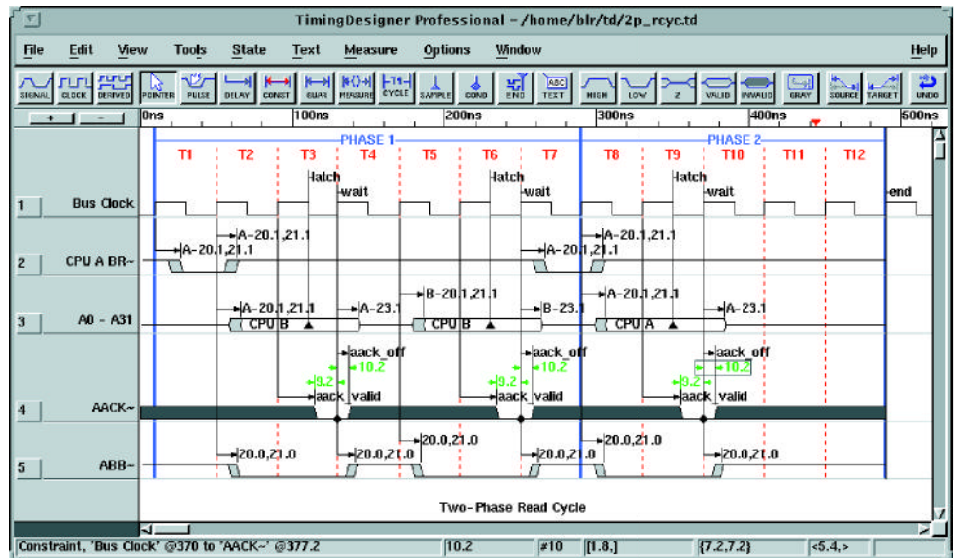 TimingDesigner Professional - /home/blr/td/2p_rcyc.td
File Edit View Tools State Text Measure Options Window Help
SIGNAL CLOCK DERIVED POINTER PULSE DELAY CONST GUAR MEASURE CYCLE SAMPLE COND END TEXT HIGH LOW Z VALID INVALID GRAY SOURCE TARGET UNDO
+ - 0ns 100ns 200ns 300ns 400ns 500ns
PHASE 1 PHASE 2
T1 T2 T3 T4 T5 T6 T7 T8 T9 T10 T11 T12
latch latch latch
wait wait wait end
1 Bus Clock
A-20.1,21.1 A-20.1,21.1
A-20.1,21.1
2 CPU A BR~
B-20.1,21.1 A-20.1,21.1
A-20.1,21.1 A-23.1 B-23.1 A-23.1
3 A0 - A31 CPU B CPU B CPU A
aack_off aack_off aack_off
10.2 10.2 10.2
9.2 9.2 9.2
aack_valid aack_valid aack_valid
4 AACK~
20.0,21.0 20.0,21.0
20.0,21.0 20.0,21.0 20.0,21.0 20.0,21.0
5 ABB~
Two-Phase Read Cycle
Constraint, 'Bus Clock' @370 to 'AACK~' @377.2 10.2 #10 [1.8,] {7.2,7.2} <5.4,>